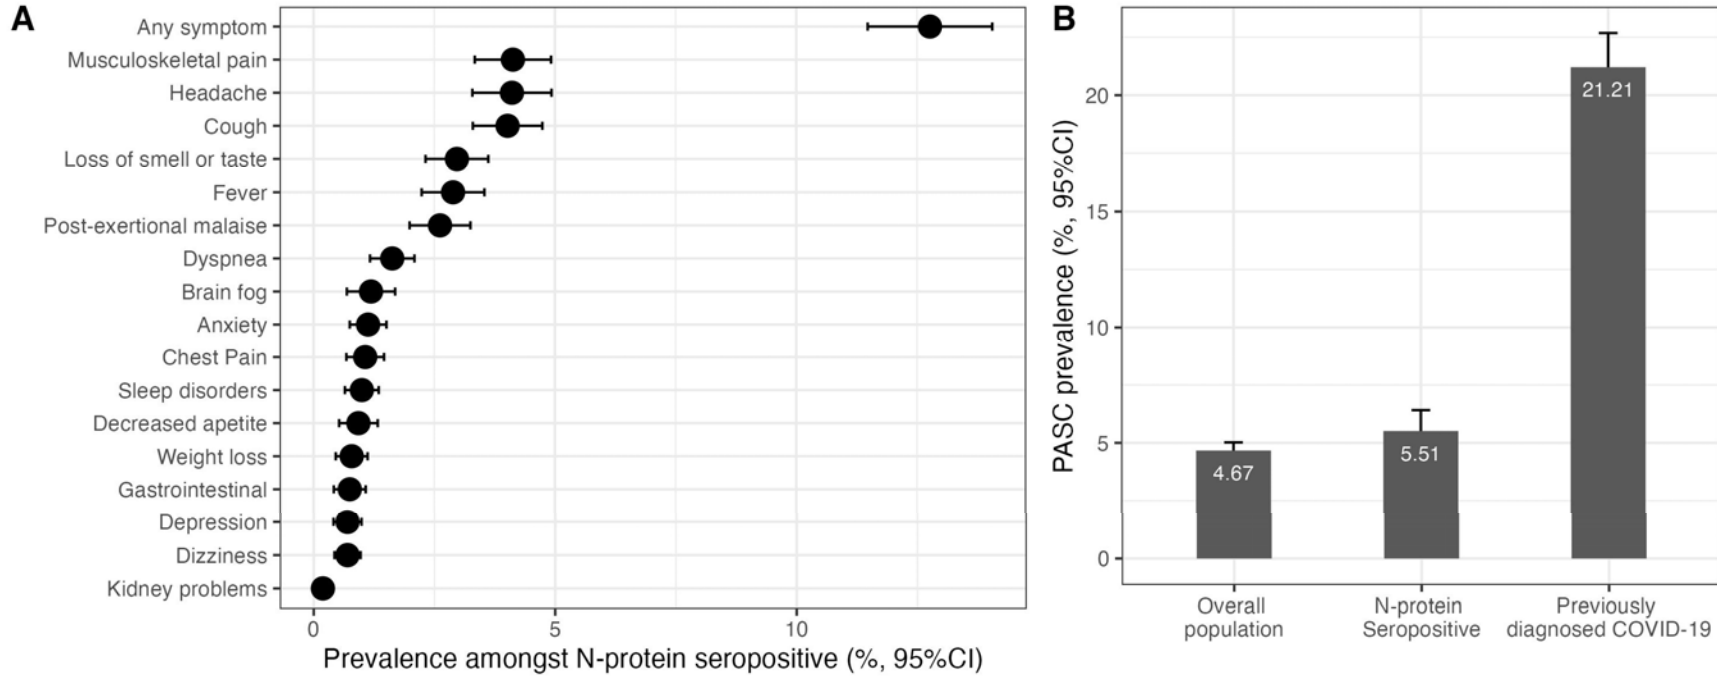 A
Any symptom
Musculoskeletal pain
Headache
Cough
Loss of smell or taste
Fever
Post-exertional malaise
Dyspnea
Brain fog
Anxiety
Chest Pain
Sleep disorders
Decreased apetite
Weight loss
Gastrointestinal
Depression
Dizziness
Kidney problems
0 5 10
Prevalence amongst N-protein seropositive (%, 95%CI)
B
PASC prevalence (%, 95%CI)
20
15
10
5
0
4.67
5.51
21.21
Overall
population
N-protein
Seropositive
Previously
diagnosed COVID-19